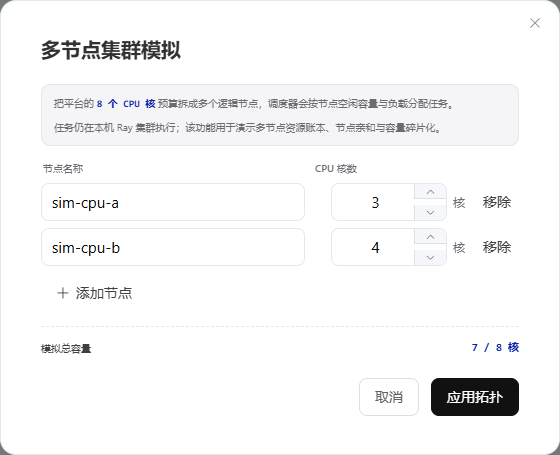 多节点集群模拟
把平台的 8 个 CPU 核 预算拆成多个逻辑节点，调度器会按节点空闲容量与负载分配任务。
任务仍在本机 Ray 集群执行；该功能用于演示多节点资源账本、节点亲和与容量碎片化。
节点名称 CPU 核数
sim-cpu-a 3 核 移除
sim-cpu-b 4 核 移除
+ 添加节点
模拟总容量 7 / 8 核
取消 应用拓扑